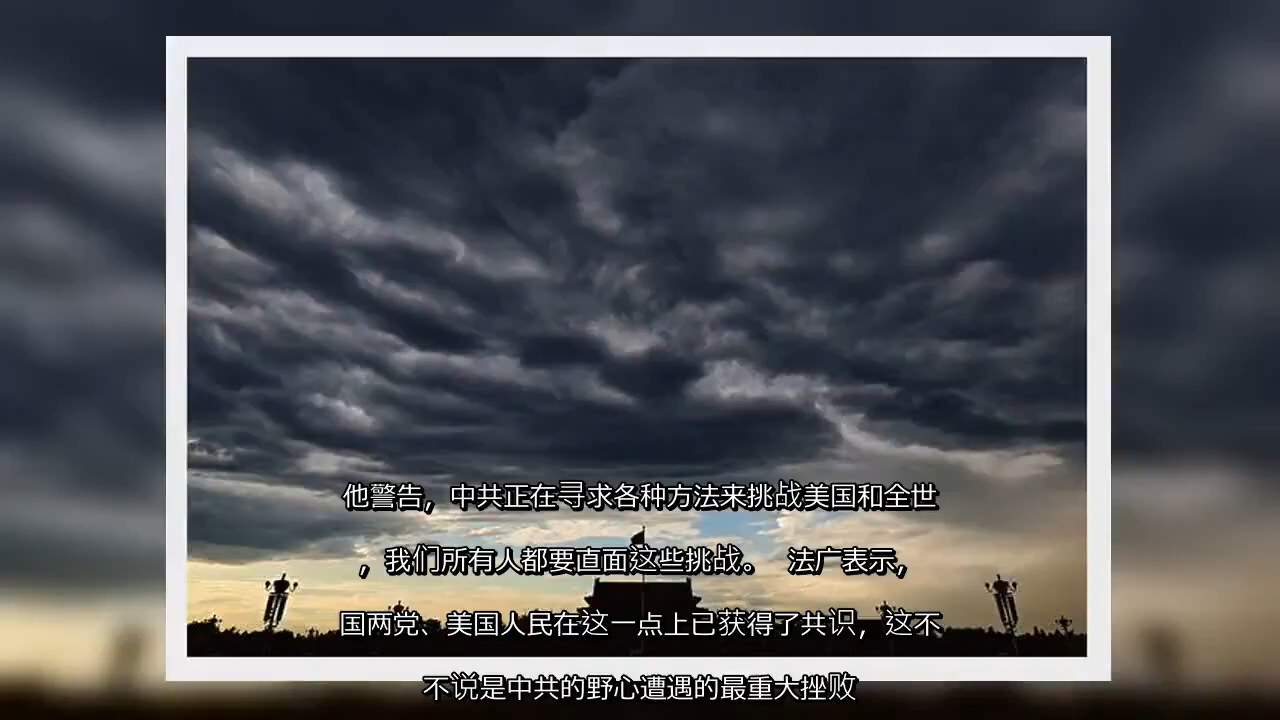 他警告，中共正在寻求各种方法来挑战美国和全世
，我们所有人都要直面这些挑战。 法广表示，
国两党、美国人民在这一点上已获得了共识，这不
不说是中共的野心遭遇的最重大挫败